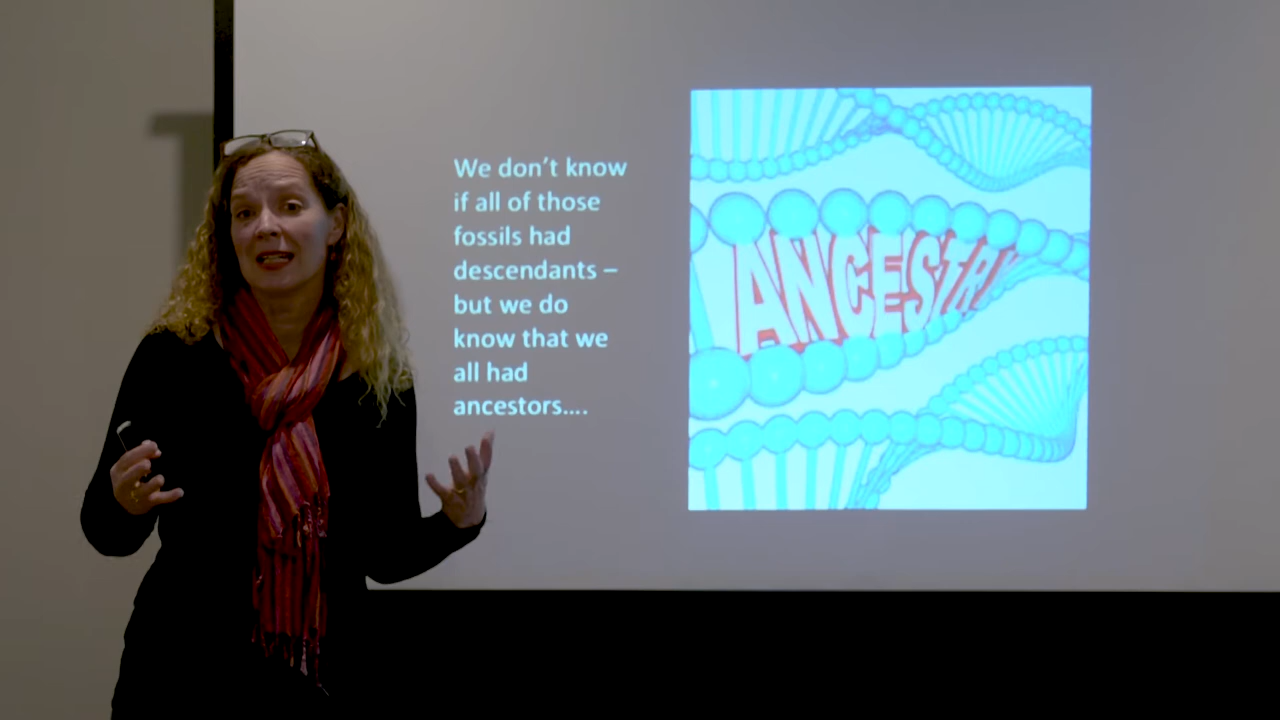 We don't know
if all of those
fossils had
descendants –
but we do
know that we
all had
ancestors....
ANCESTRY